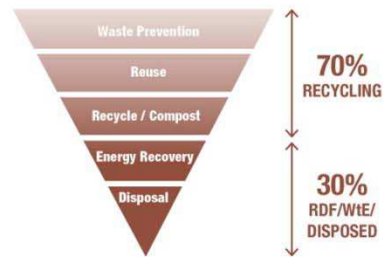 Waste Prevention
Reuse
Recycle / Compost
Energy Recovery
Disposal
70%
RECYCLING
30%
RDF/WtE/
DISPOSED